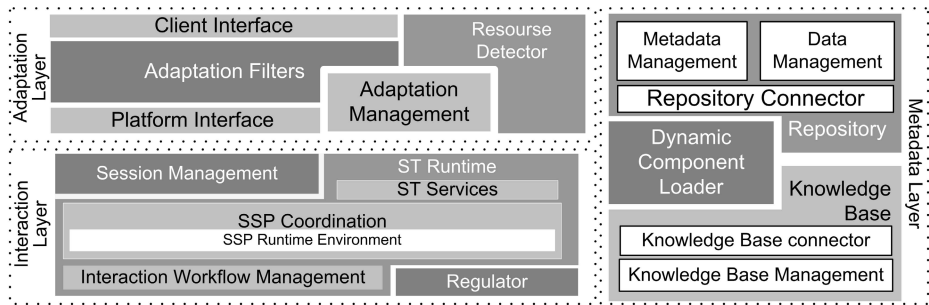 Adaptation
Layer
Client Interface
Adaptation Filters
Platform Interface
Resourse
Detector
Adaptation
Management
Interaction
Layer
Session Management
ST Runtime
ST Services
SSP Coordination
SSP Runtime Environment
Interaction Workflow Management
Regulator
Metadata
Management
Data
Management
Repository Connector
Repository
Dynamic
Component
Loader
Knowledge
Base
Knowledge Base connector
Knowledge Base Management
Metadata Layer